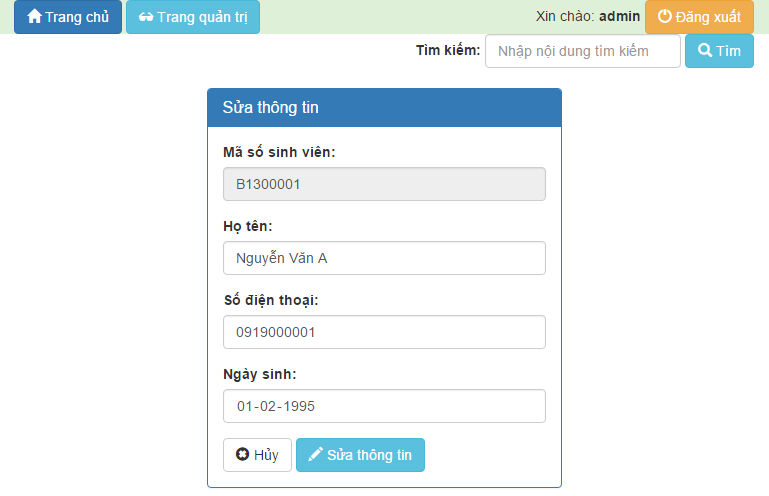 Trang chủ Trang quản trị Xin chào: admin Đăng xuất
Tìm kiếm: Nhập nội dung tìm kiếm Tìm
Sửa thông tin
Mã số sinh viên:
B1300001
Họ tên:
Nguyễn Văn A
Số điện thoại:
0919000001
Ngày sinh:
01-02-1995
Hủy Sửa thông tin